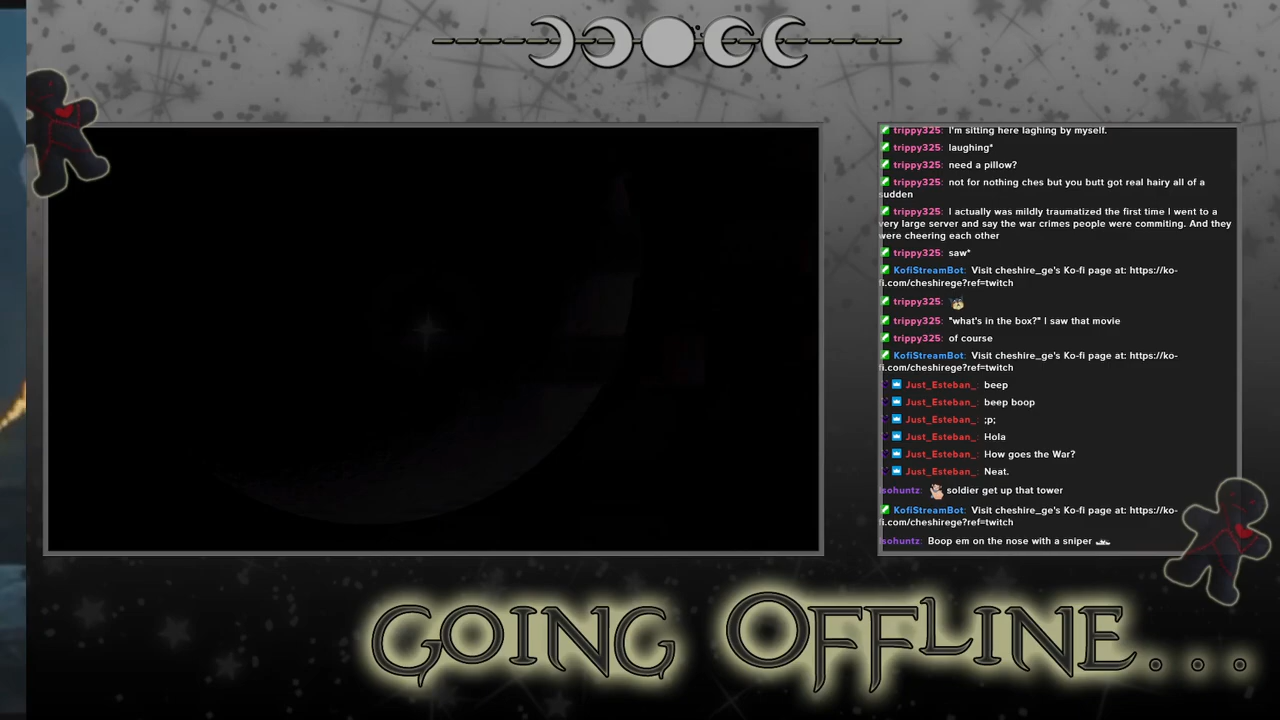 trippy325: I'm sitting here laghing by myself.
trippy325: laughing*
trippy325: need a pillow?
trippy325: not for nothing ches but you butt got real hairy all of a
sudden
trippy325: I actually was mildly traumatized the first time I went to a
very large server and say the war crimes people were commiting. And they
were cheering each other
trippy325: saw*
KofiStreamBot: Visit cheshire_ge's Ko-fi page at: https://ko-
fi.com/cheshirege?ref=twitch
trippy325:
trippy325: "what's in the box?" I saw that movie
trippy325: of course
KofiStreamBot: Visit cheshire_ge's Ko-fi page at: https://ko-
fi.com/cheshirege?ref=twitch
Just_Esteban_: beep
Just_Esteban_: beep boop
Just_Esteban_: ;p;
Just_Esteban_: Hola
Just_Esteban_: How goes the War?
Just_Esteban_: Neat.
isohuntz: soldier get up that tower
KofiStreamBot: Visit cheshire_ge's Ko-fi page at: https://ko-
fi.com/cheshirege?ref=twitch
isohuntz: Boop em on the nose with a sniper
Going Offline...